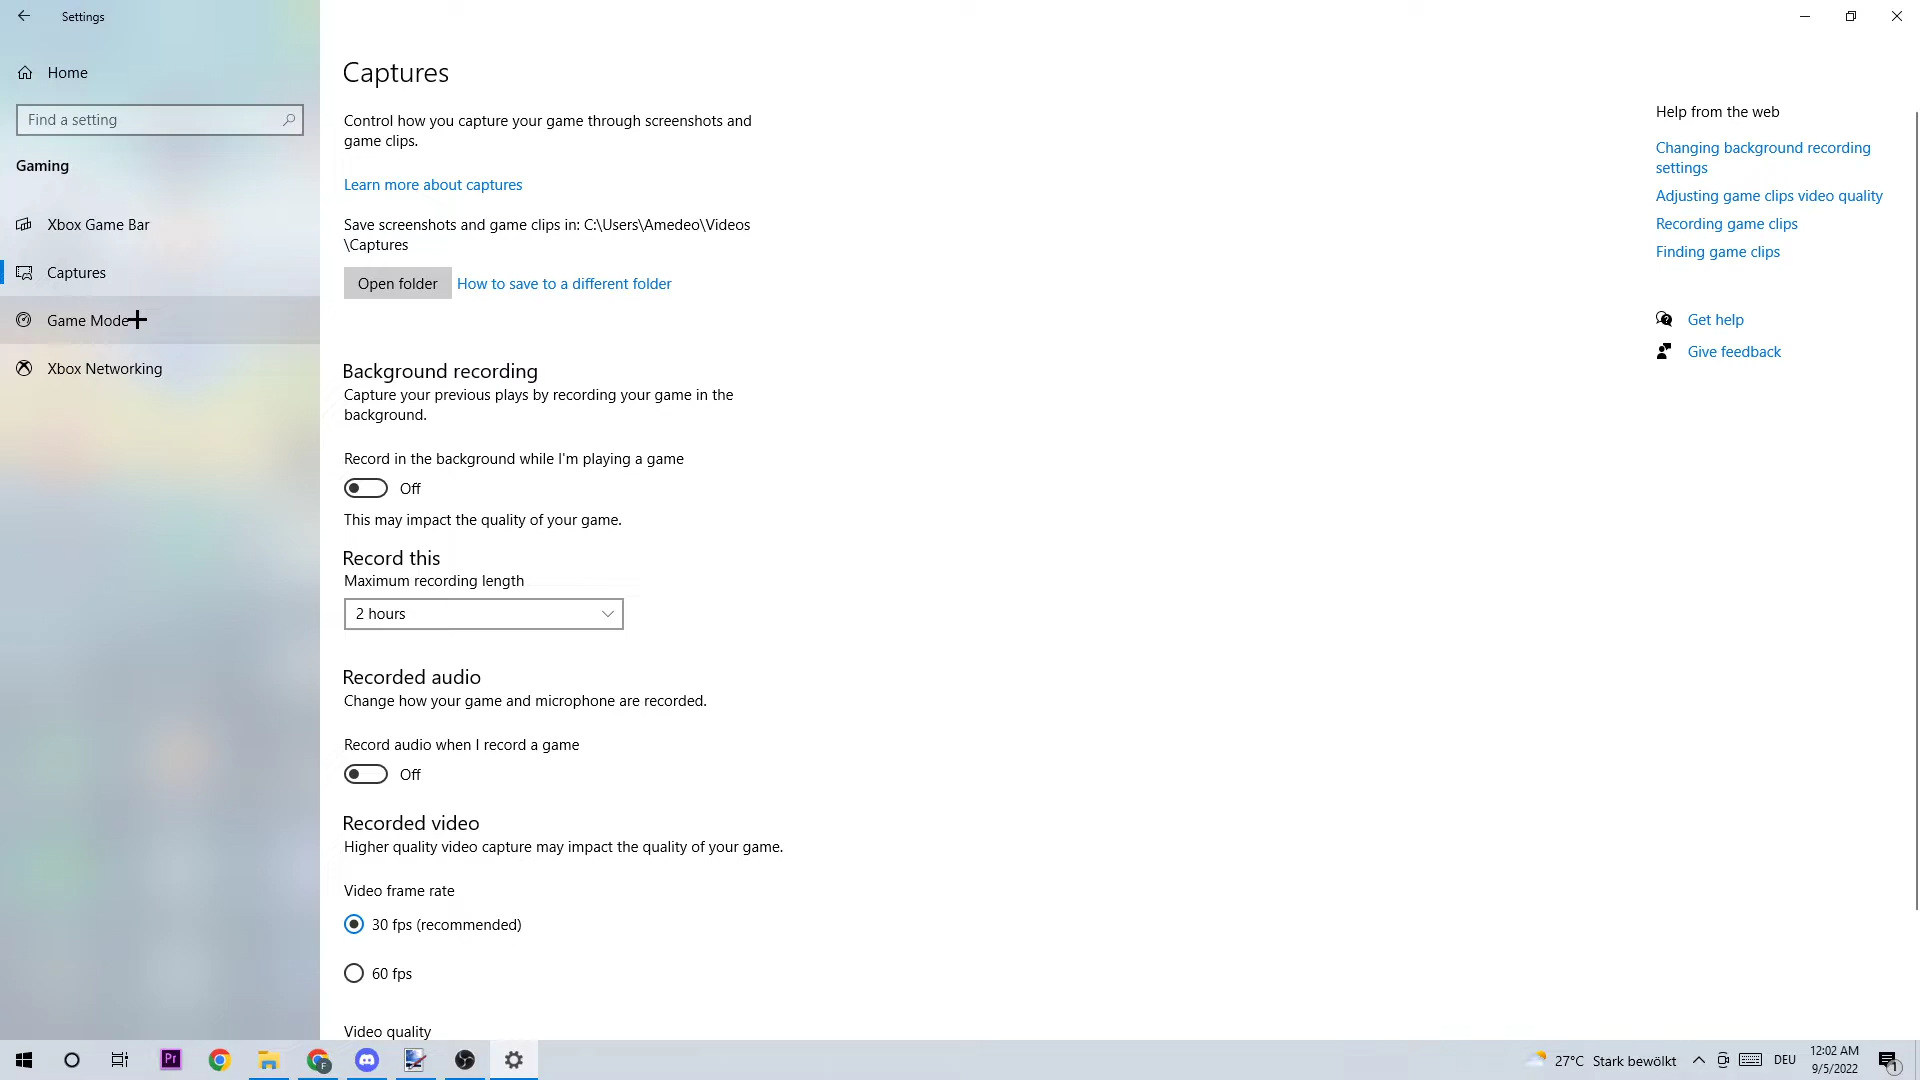 Settings
Home
Find a setting
Gaming
Xbox Game Bar
Captures
Game Mode
Xbox Networking
Captures
Control how you capture your game through screenshots and
game clips.
Learn more about captures
Save screenshots and game clips in: C:\Users\Amedeo\Videos
\Captures
Open folder
How to save to a different folder
Background recording
Capture your previous plays by recording your game in the
background.
Record in the background while I'm playing a game
Off
This may impact the quality of your game.
Record this
Maximum recording length
2 hours
Recorded audio
Change how your game and microphone are recorded.
Record audio when I record a game
Off
Recorded video
Higher quality video capture may impact the quality of your game.
Video frame rate
30 fps (recommended)
60 fps
Video quality
Help from the web
Changing background recording
settings
Adjusting game clips video quality
Recording game clips
Finding game clips
Get help
Give feedback
Pr
F
27°C Stark bewölkt
DEU
12:02 AM
9/5/2022
1